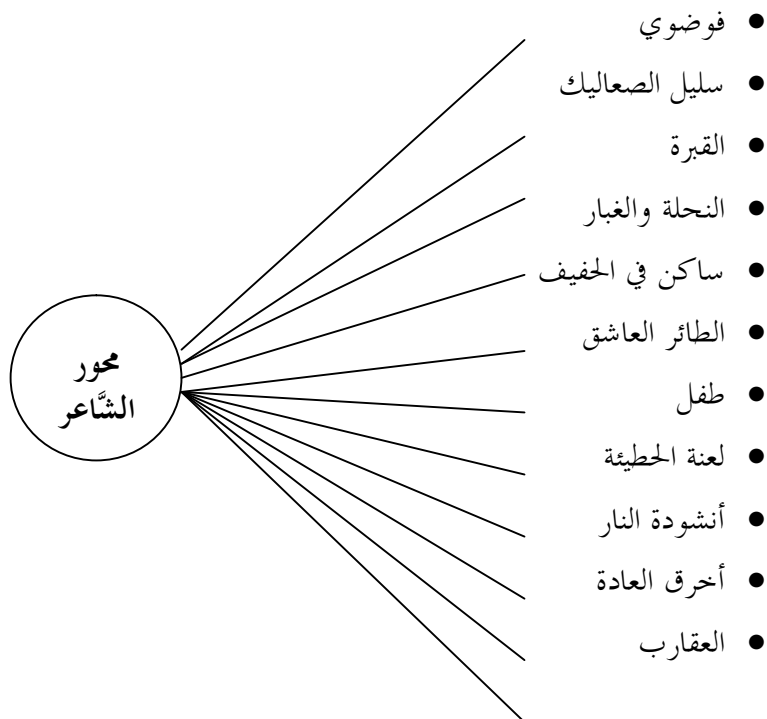 • فوضوي
• سليل الصعاليك
• القبرة
• النحلة والغبار
• ساكن في الحفيف
• الطائر العاشق
• طفل
• لعنة الحطيئة
• أنشودة النار
• أخرق العادة
• العقارب
محور
الشَّاعر